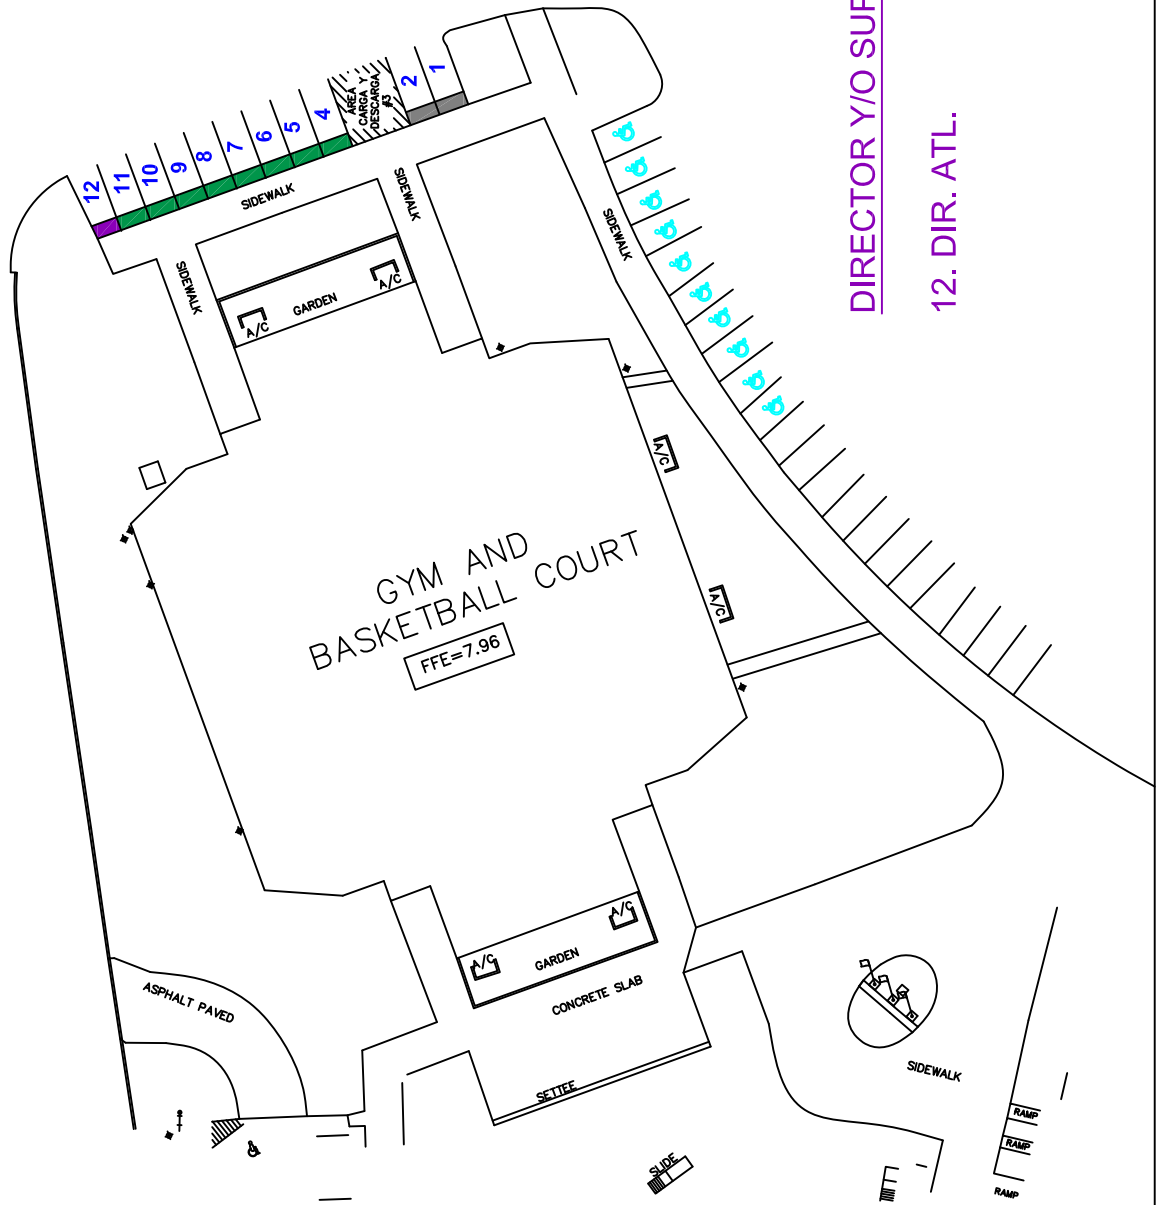 12
11
10
9
8
7
6
5
4
AREA
CARGA Y
DESCARGA
#3
2
1
SIDEWALK
SIDEWALK
SIDEWALK
SIDEWALK
GARDEN
A/C
A/C
DIRECTOR Y/O SUP
12. DIR. ATL.
A/C
A/C
GYM AND
BASKETBALL COURT
FFE=7.96
A/C
A/C
GARDEN
CONCRETE SLAB
ASPHALT PAVED
SETTEE
SLIDE
SIDEWALK
RAMP
RAMP
RAMP